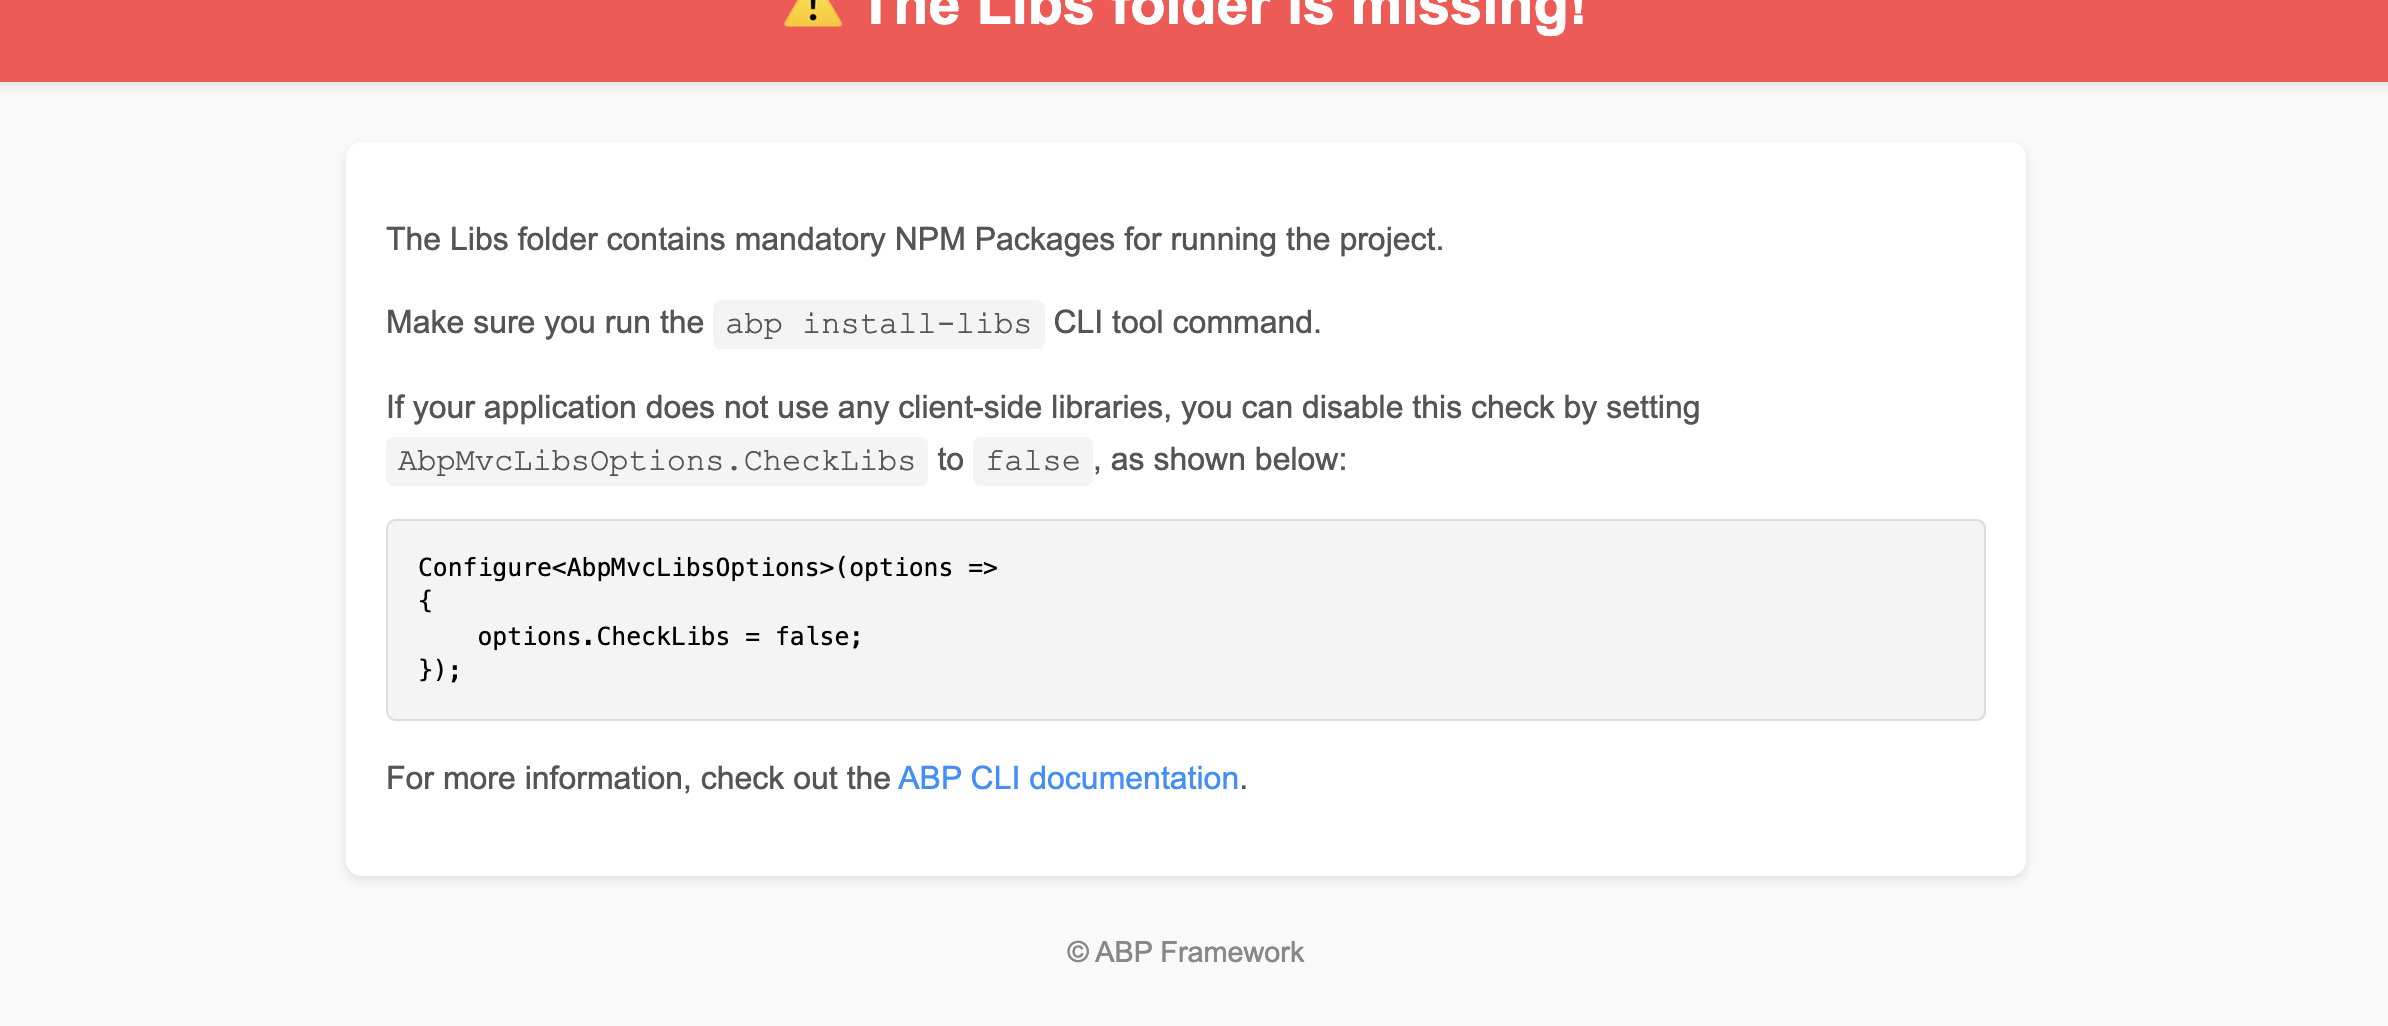 The Libs folder is missing!
The Libs folder contains mandatory NPM Packages for running the project.
Make sure you run the abp install-libs CLI tool command.
If your application does not use any client-side libraries, you can disable this check by setting
AbpMvcLibsOptions.CheckLibs to false, as shown below:
Configure<AbpMvcLibsOptions>(options =>
{
    options.CheckLibs = false;
});
For more information, check out the ABP CLI documentation.
© ABP Framework